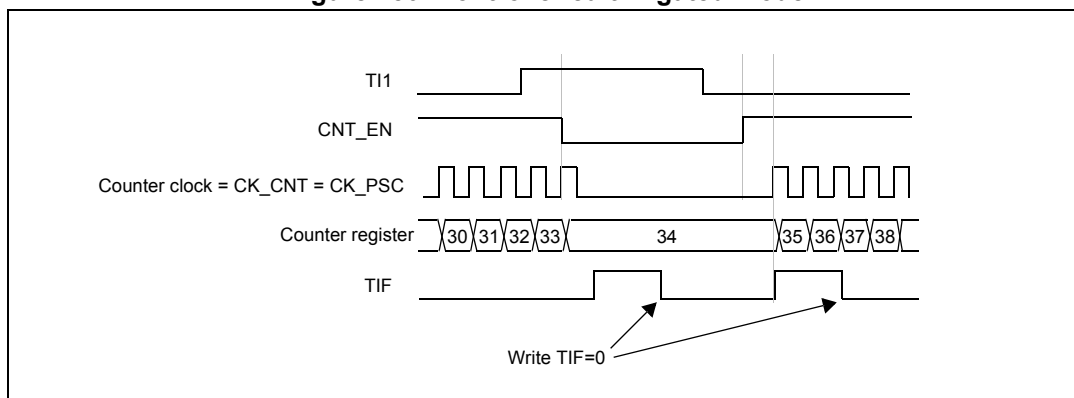 TI1
CNT_EN
Counter clock = CK_CNT = CK_PSC
Counter register
30 31 32 33 34 35 36 37 38
TIF
Write TIF=0